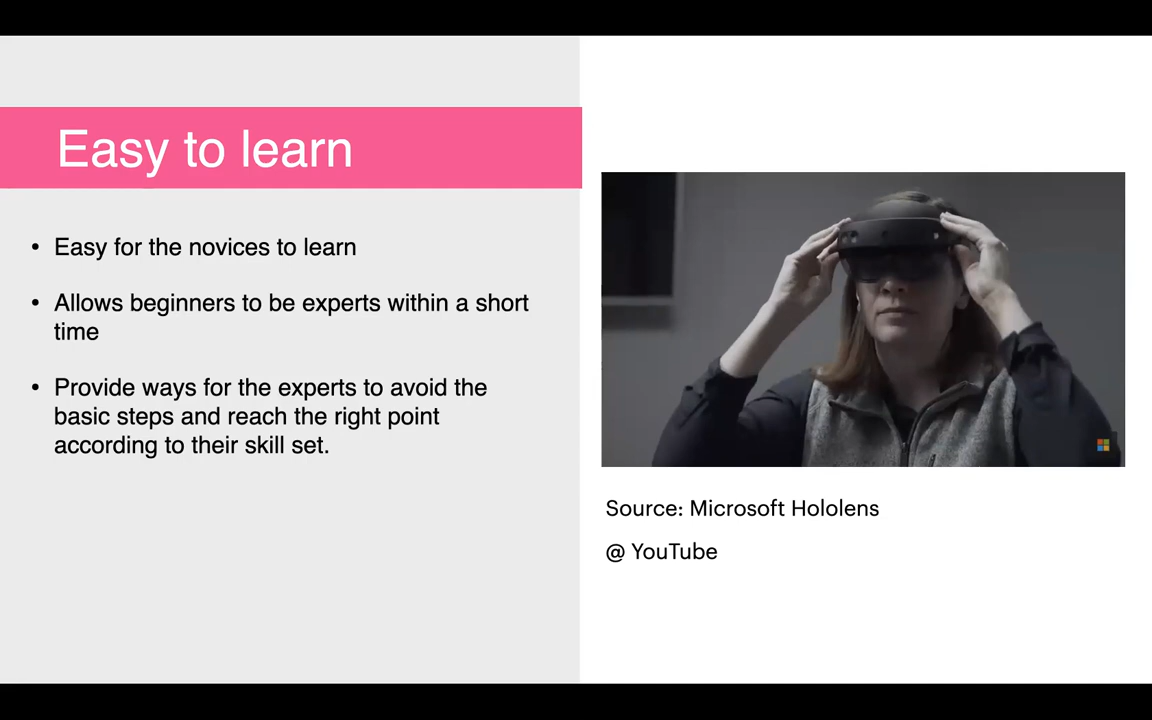 Easy to learn
• Easy for the novices to learn
• Allows beginners to be experts within a short
time
• Provide ways for the experts to avoid the
basic steps and reach the right point
according to their skill set.
Source: Microsoft Hololens
@ YouTube